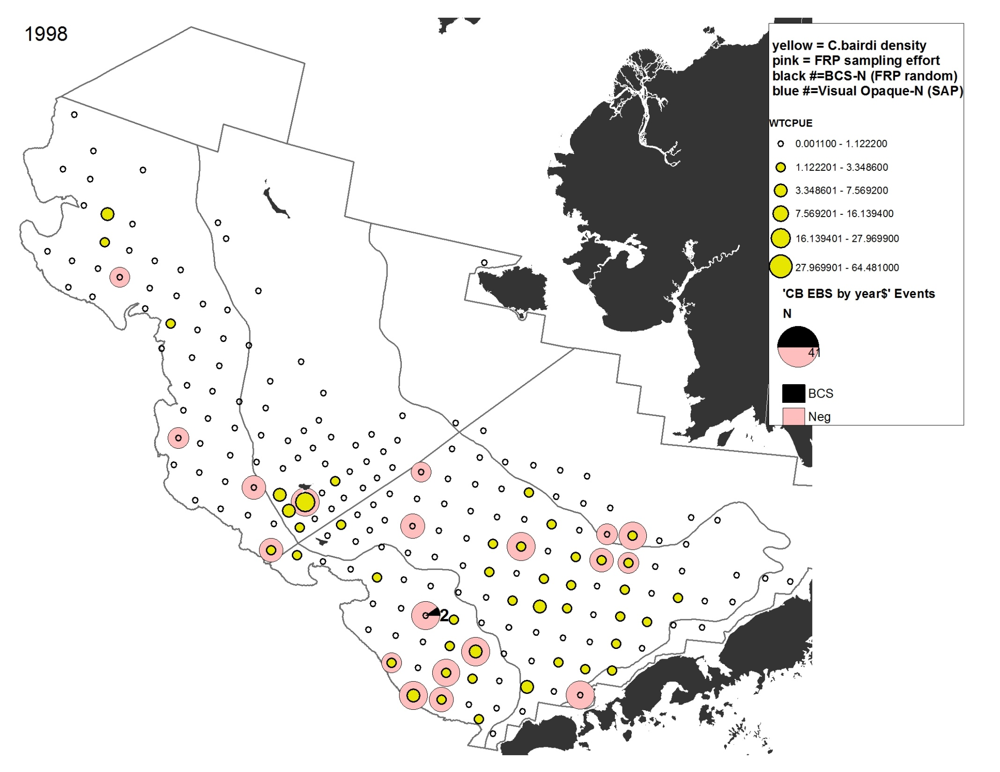 1998
yellow = C.bairdi density
pink = FRP sampling effort
black #=BCS-N (FRP random)
blue #=Visual Opaque-N (SAP)
WTCPUE
0.001100 - 1.122200
1.122201 - 3.348600
3.348601 - 7.569200
7.569201 - 16.139400
16.139401 - 27.969900
27.969901 - 64.481000
'CB EBS by year$' Events
N
41
BCS
Neg
2